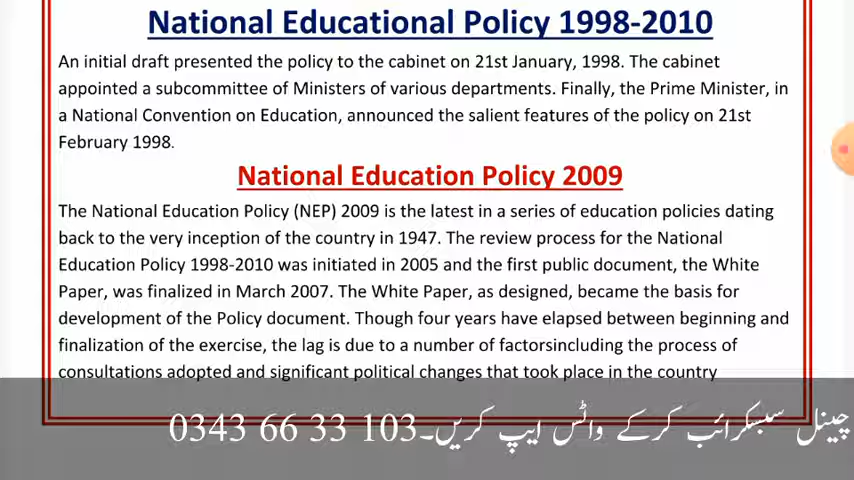 National Educational Policy 1998-2010
An initial draft presented the policy to the cabinet on 21st January, 1998. The cabinet
appointed a subcommittee of Ministers of various departments. Finally, the Prime Minister, in
a National Convention on Education, announced the salient features of the policy on 21st
February 1998.
National Education Policy 2009
The National Education Policy (NEP) 2009 is the latest in a series of education policies dating
back to the very inception of the country in 1947. The review process for the National
Education Policy 1998-2010 was initiated in 2005 and the first public document, the White
Paper, was finalized in March 2007. The White Paper, as designed, became the basis for
development of the Policy document. Though four years have elapsed between beginning and
finalization of the exercise, the lag is due to a number of factorsincluding the process of
consultations adopted and significant political changes that took place in the country
چینل سبسکرائب کرکے واٹس ایپ کریں۔103 33 66 0343